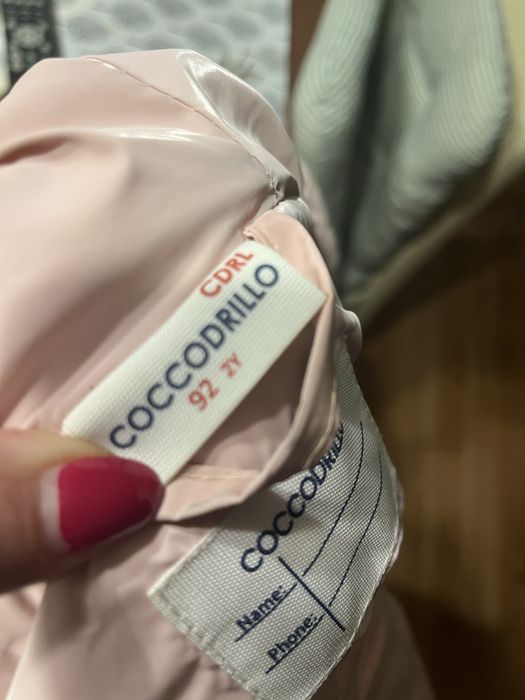 CDRL
COCCODRILLO
92 2Y
COCCODRILLO
Name:
Phone: